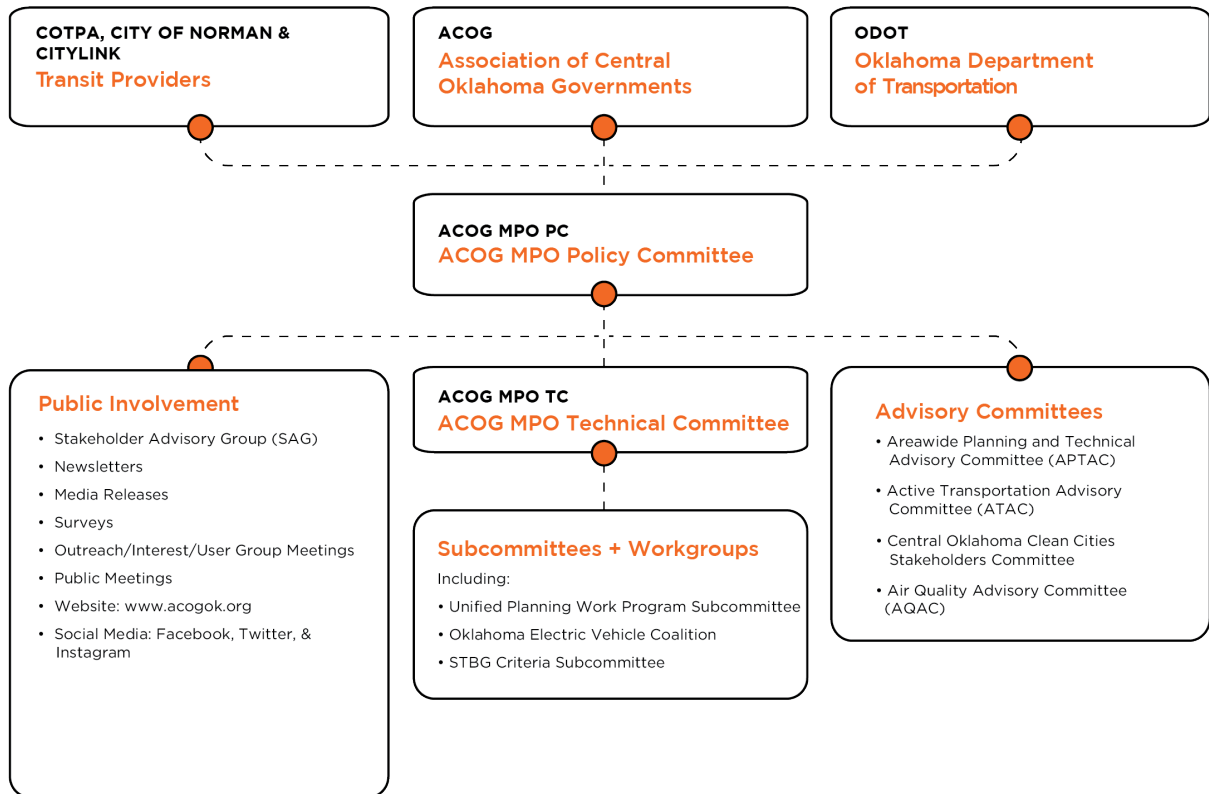 COTPA, CITY OF NORMAN &
CITYLINK
Transit Providers
ACOG
Association of Central
Oklahoma Governments
ODOT
Oklahoma Department
of Transportation
ACOG MPO PC
ACOG MPO Policy Committee
Public Involvement
• Stakeholder Advisory Group (SAG)
• Newsletters
• Media Releases
• Surveys
• Outreach/Interest/User Group Meetings
• Public Meetings
• Website: www.acogok.org
• Social Media: Facebook, Twitter, &
Instagram
ACOG MPO TC
ACOG MPO Technical Committee
Subcommittees + Workgroups
Including:
• Unified Planning Work Program Subcommittee
• Oklahoma Electric Vehicle Coalition
• STBG Criteria Subcommittee
Advisory Committees
• Areawide Planning and Technical
Advisory Committee (APTAC)
• Active Transportation Advisory
Committee (ATAC)
• Central Oklahoma Clean Cities
Stakeholders Committee
• Air Quality Advisory Committee
(AQAC)